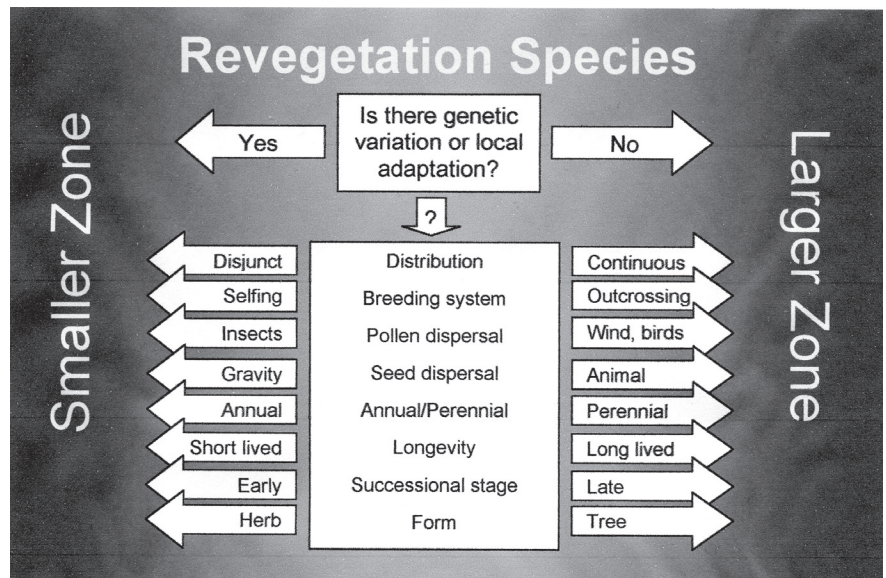 Revegetation Species
Smaller Zone
Larger Zone
Is there genetic
variation or local
adaptation?
Yes
No
?
Disjunct Distribution Continuous
Selfing Breeding system Outcrossing
Insects Pollen dispersal Wind, birds
Gravity Seed dispersal Animal
Annual Annual/Perennial Perennial
Short lived Longevity Long lived
Early Successional stage Late
Herb Form Tree